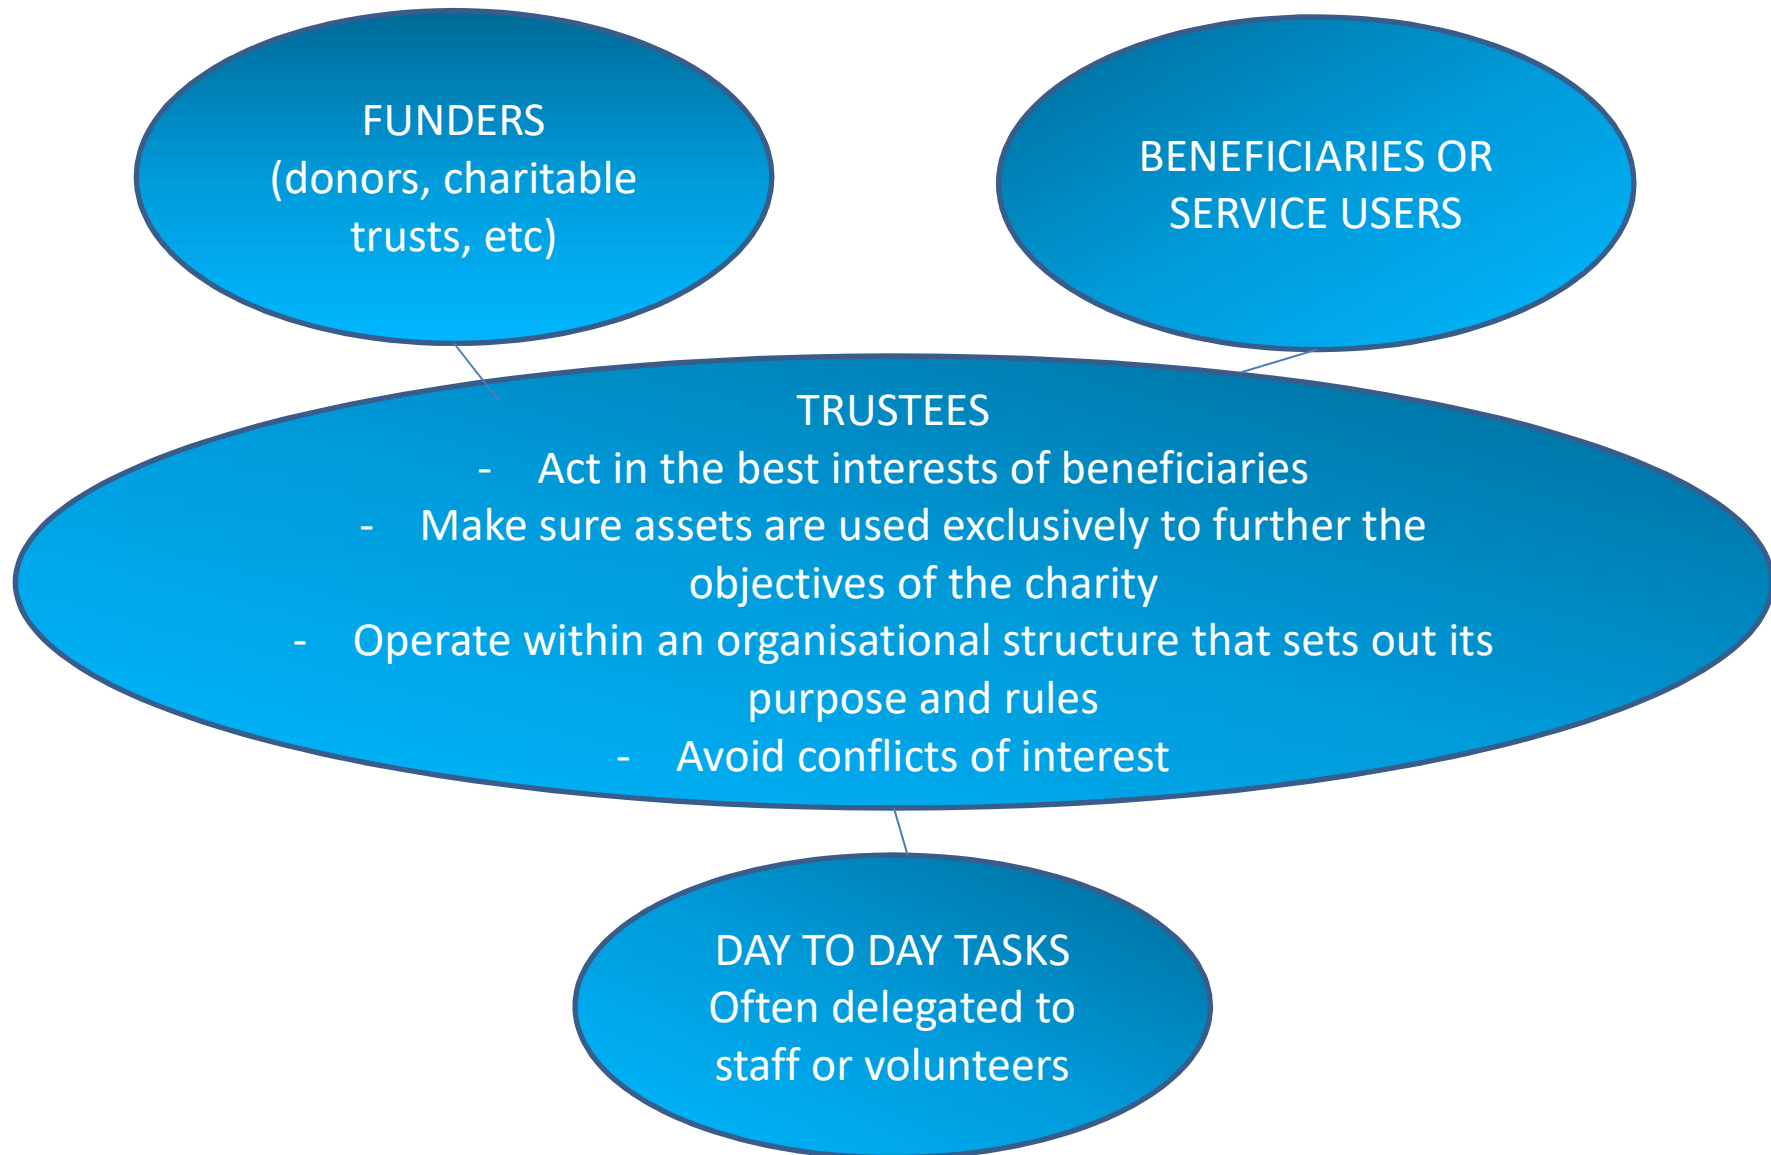 FUNDERS
(donors, charitable
trusts, etc)
BENEFICIARIES OR
SERVICE USERS
TRUSTEES
- Act in the best interests of beneficiaries
- Make sure assets are used exclusively to further the
objectives of the charity
- Operate within an organisational structure that sets out its
purpose and rules
- Avoid conflicts of interest
DAY TO DAY TASKS
Often delegated to
staff or volunteers